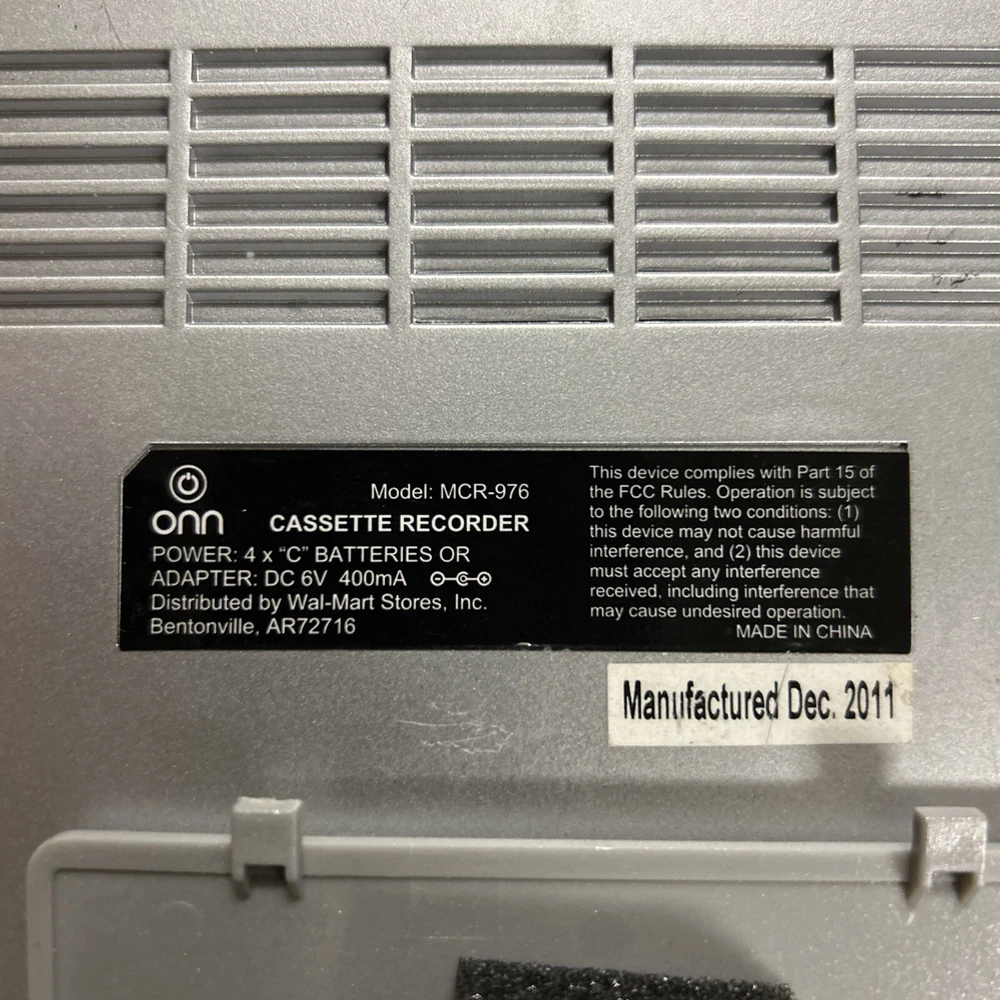 onn
Model: MCR-976
CASSETTE RECORDER
POWER: 4 x “C” BATTERIES OR
ADAPTER: DC 6V 400mA
Distributed by Wal-Mart Stores, Inc.
Bentonville, AR72716
This device complies with Part 15 of
the FCC Rules. Operation is subject
to the following two conditions: (1)
this device may not cause harmful
interference, and (2) this device
must accept any interference
received, including interference that
may cause undesired operation.
MADE IN CHINA
Manufactured Dec. 2011